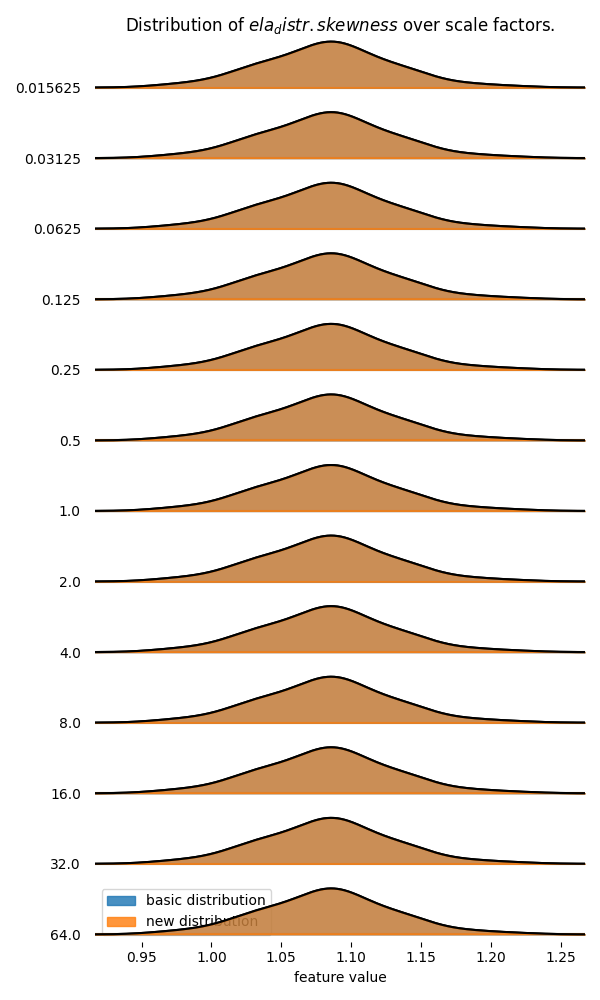 Distribution of ela_distr.skewness over scale factors.
0.015625
0.03125
0.0625
0.125
0.25
0.5
1.0
2.0
4.0
8.0
16.0
32.0
basic distribution
new distribution
64.0
0.95 1.00 1.05 1.10 1.15 1.20 1.25
feature value